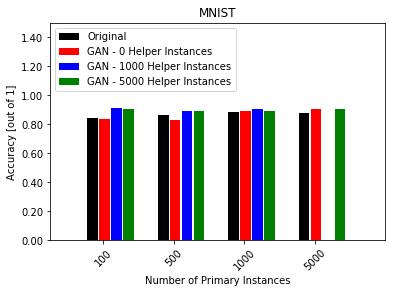 MNIST
Original
GAN - 0 Helper Instances
GAN - 1000 Helper Instances
GAN - 5000 Helper Instances
Accuracy [out of 1]
1.40
1.20
1.00
0.80
0.60
0.40
0.20
0.00
100
500
1000
5000
Number of Primary Instances